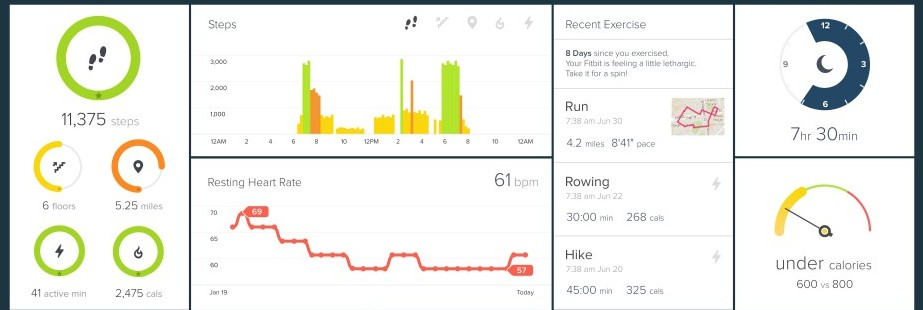 11,375 steps
6 floors
5.25 miles
41 active min
2,475 cals
Steps
3,000
2,000
1,000
12AM 2 4 6 8 10 12PM 2 4 6 8 10 12AM
Resting Heart Rate
61 bpm
70
65
60
69
57
Jan 19
Today
Recent Exercise
8 Days since you exercised.
Your Fitbit is feeling a little lethargic.
Take it for a spin!
Run
7:38 am Jun 30
4.2 miles 8'41" pace
Rowing
7:38 am Jun 22
30:00 min 268 cals
Hike
7:38 am Jun 20
45:00 min 325 cals
12
9
6
7hr 30min
under calories
600 vs 800